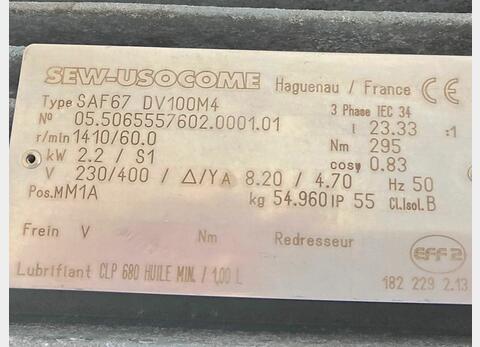 SEW-USOCOME Haguenau / France CE
Type SAF67 DV100M4 3 Phase IEC 34
No 05.5065557602.0001.01 i 23.33 :1
r/min 1410/60.0 Nm 295
kW 2.2 / S1 cosφ 0.83
V 230/400 / Δ/Y A 8.20 / 4.70 Hz 50
Pos.M M1A kg 54.960 IP 55 Cl.Isol. B
Frein V Nm Redresseur
EFF2
Lubrifiant CLP 680 HUILE MIN. / 1,00 L
182 229 2.13